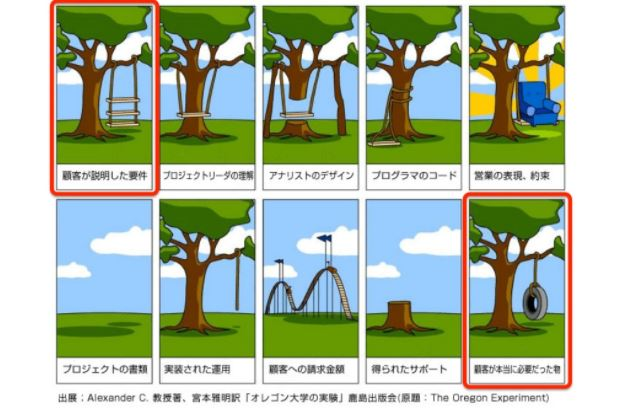 顧客が説明した要件
プロジェクトリーダの理解
アナリストのデザイン
プログラマのコード
営業の表現、約束
プロジェクトの書類
実装された運用
顧客への請求金額
得られたサポート
顧客が本当に必要だった物
出展;Alexander C. 教授著、宮本雅明訳「オレゴン大学の実験」鹿島出版会(原題:The Oregon Experiment)